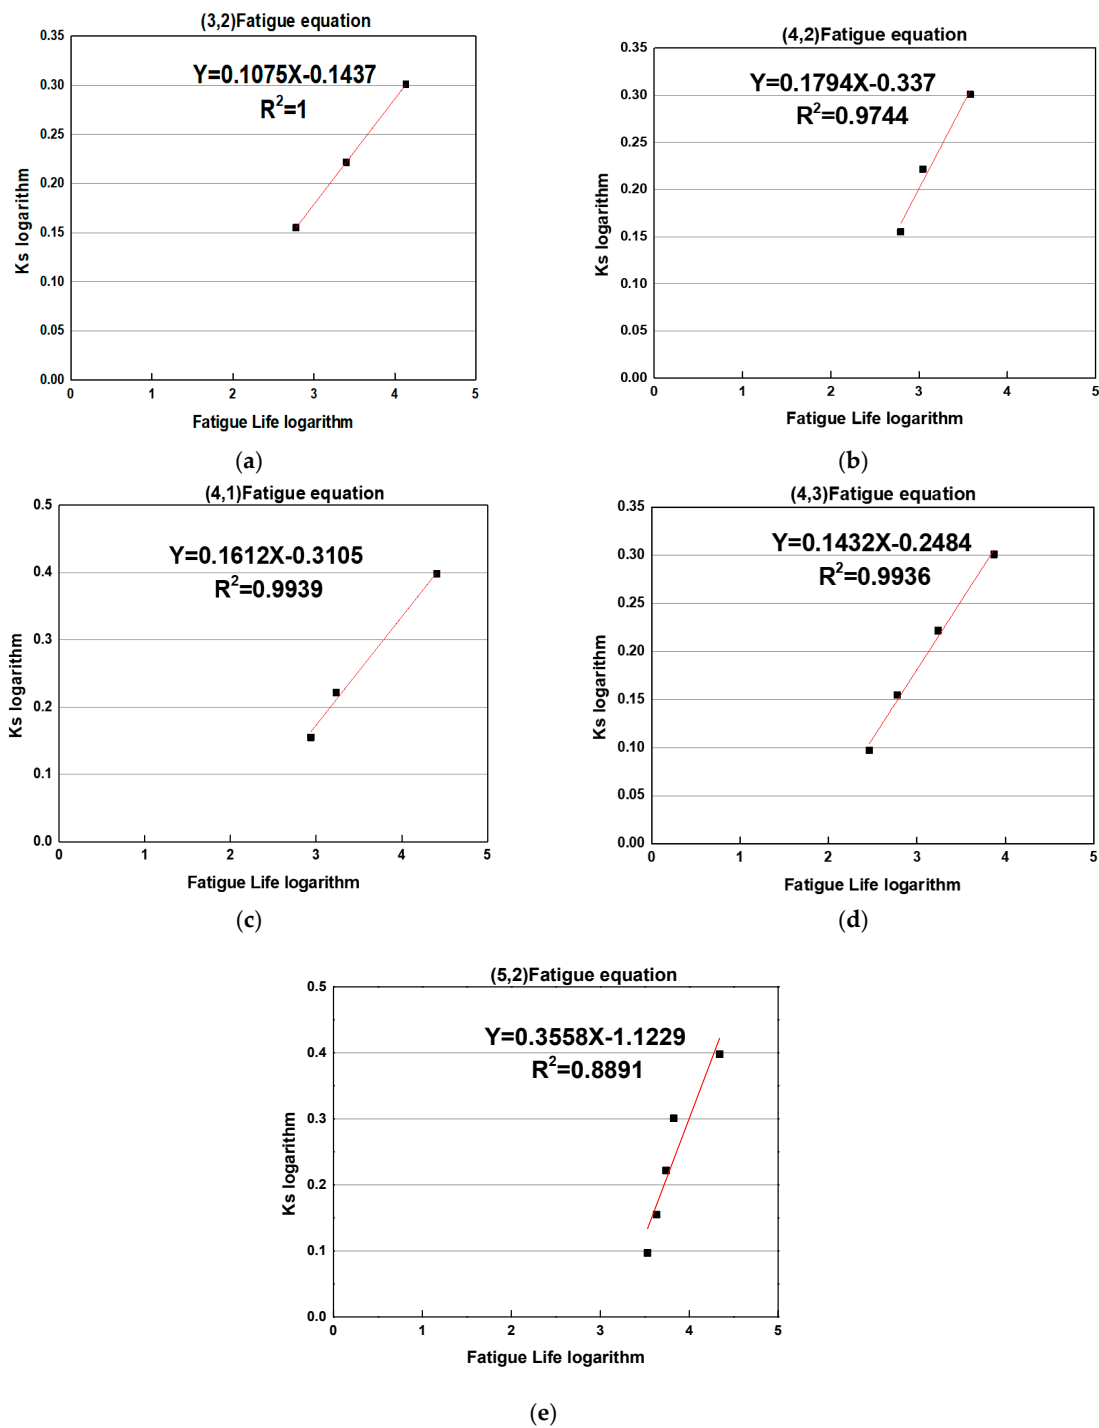 (3,2)Fatigue equation
Y=0.1075X-0.1437
R²=1
Ks logarithm
0.35
0.30
0.25
0.20
0.15
0.10
0.05
0.00
0 1 2 3 4 5
Fatigue Life logarithm
(a)
(4,2)Fatigue equation
Y=0.1794X-0.337
R²=0.9744
Ks logarithm
0.35
0.30
0.25
0.20
0.15
0.10
0.05
0.00
0 1 2 3 4 5
Fatigue Life logarithm
(b)
(4,1)Fatigue equation
Y=0.1612X-0.3105
R²=0.9939
Ks logarithm
0.5
0.4
0.3
0.2
0.1
0.0
0 1 2 3 4 5
Fatigue Life logarithm
(c)
(4,3)Fatigue equation
Y=0.1432X-0.2484
R²=0.9936
Ks logarithm
0.35
0.30
0.25
0.20
0.15
0.10
0.05
0.00
0 1 2 3 4 5
Fatigue Life logarithm
(d)
(5,2)Fatigue equation
Y=0.3558X-1.1229
R²=0.8891
Ks logarithm
0.5
0.4
0.3
0.2
0.1
0.0
0 1 2 3 4 5
Fatigue Life logarithm
(e)